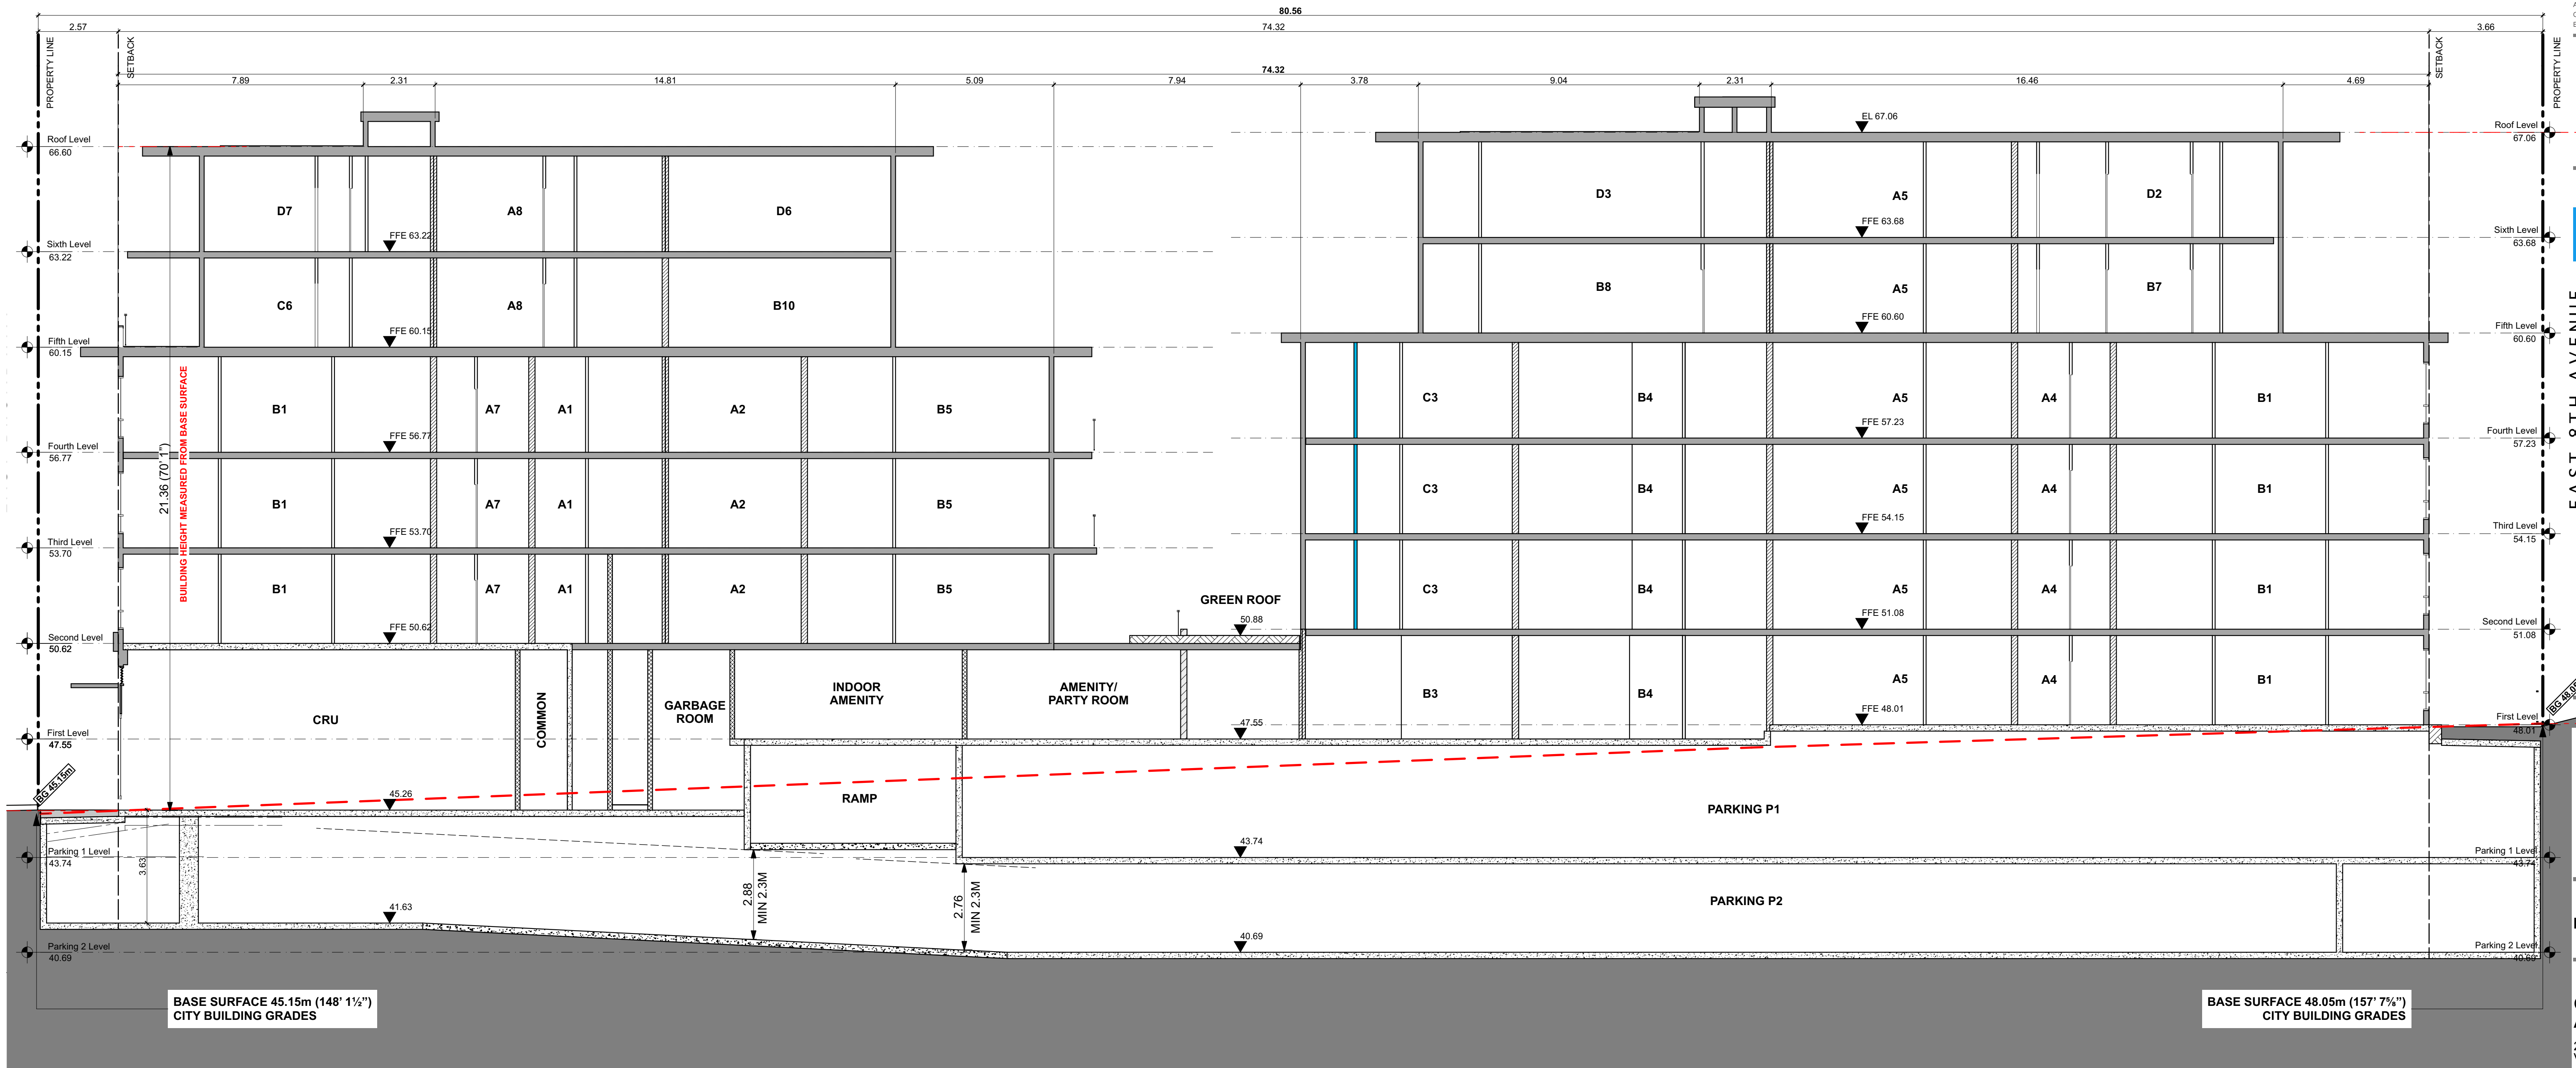 80.56
2.57
74.32
3.66
PROPERTY LINE
SETBACK
74.32
SETBACK
PROPERTY LINE
7.89
2.31
14.81
5.09
7.94
3.78
9.04
2.31
16.46
4.69
Roof Level
66.60
EL 67.06
Roof Level
67.06
D7
A8
D6
D3
A5
D2
FFE 63.22
FFE 63.68
Sixth Level
63.22
Sixth Level
63.68
C6
A8
B10
B8
A5
B7
FFE 60.15
FFE 60.60
Fifth Level
60.15
Fifth Level
60.60
EAST 8TH AVENUE
B1
A7
A1
A2
B5
C3
B4
A5
A4
B1
FFE 56.77
FFE 57.23
Fourth Level
56.77
Fourth Level
57.23
21.36 (70' 1")
BUILDING HEIGHT MEASURED FROM BASE SURFACE
B1
A7
A1
A2
B5
C3
B4
A5
A4
B1
FFE 53.70
FFE 54.15
Third Level
53.70
Third Level
54.15
B1
A7
A1
A2
B5
C3
B4
A5
A4
B1
GREEN ROOF
50.88
FFE 50.62
FFE 51.08
Second Level
50.62
Second Level
51.08
CRU
COMMON
GARBAGE
ROOM
INDOOR
AMENITY
AMENITY/
PARTY ROOM
B3
B4
A5
A4
B1
First Level
47.55
47.55
FFE 48.01
First Level
48.01
BG 45.15m
BG 48.05
45.26
RAMP
PARKING P1
Parking 1 Level
43.74
3.63
43.74
Parking 1 Level
43.74
2.88
MIN 2.3M
2.76
MIN 2.3M
PARKING P2
41.63
Parking 2 Level
40.69
40.69
Parking 2 Level
40.69
BASE SURFACE 45.15m (148' 1½")
CITY BUILDING GRADES
BASE SURFACE 48.05m (157' 7⅝")
CITY BUILDING GRADES